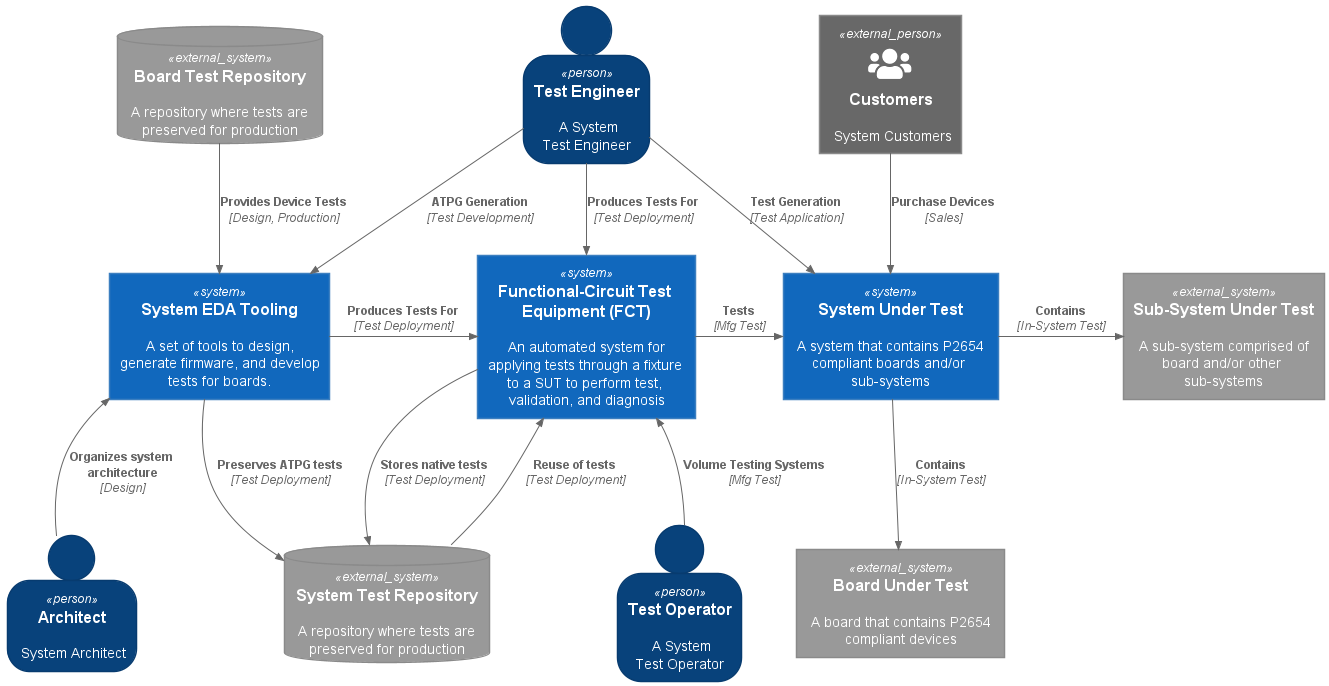 «external_system»
Board Test Repository
A repository where tests are
preserved for production
«person»
Test Engineer
A System
Test Engineer
«external_person»
Customers
System Customers
Provides Device Tests
[Design, Production]
ATPG Generation
[Test Development]
Produces Tests For
[Test Deployment]
Test Generation
[Test Application]
Purchase Devices
[Sales]
«system»
System EDA Tooling
A set of tools to design,
generate firmware, and develop
tests for boards.
Produces Tests For
[Test Deployment]
«system»
Functional-Circuit Test
Equipment (FCT)
An automated system for
applying tests through a fixture
to a SUT to perform test,
validation, and diagnosis
Tests
[Mfg Test]
«system»
System Under Test
A system that contains P2654
compliant boards and/or
sub-systems
Contains
[In-System Test]
«external_system»
Sub-System Under Test
A sub-system comprised of
board and/or other
sub-systems
Organizes system
architecture
[Design]
Preserves ATPG tests
[Test Deployment]
Stores native tests
[Test Deployment]
Reuse of tests
[Test Deployment]
Volume Testing Systems
[Mfg Test]
Contains
[In-System Test]
«person»
Architect
System Architect
«external_system»
System Test Repository
A repository where tests are
preserved for production
«person»
Test Operator
A System
Test Operator
«external_system»
Board Under Test
A board that contains P2654
compliant devices